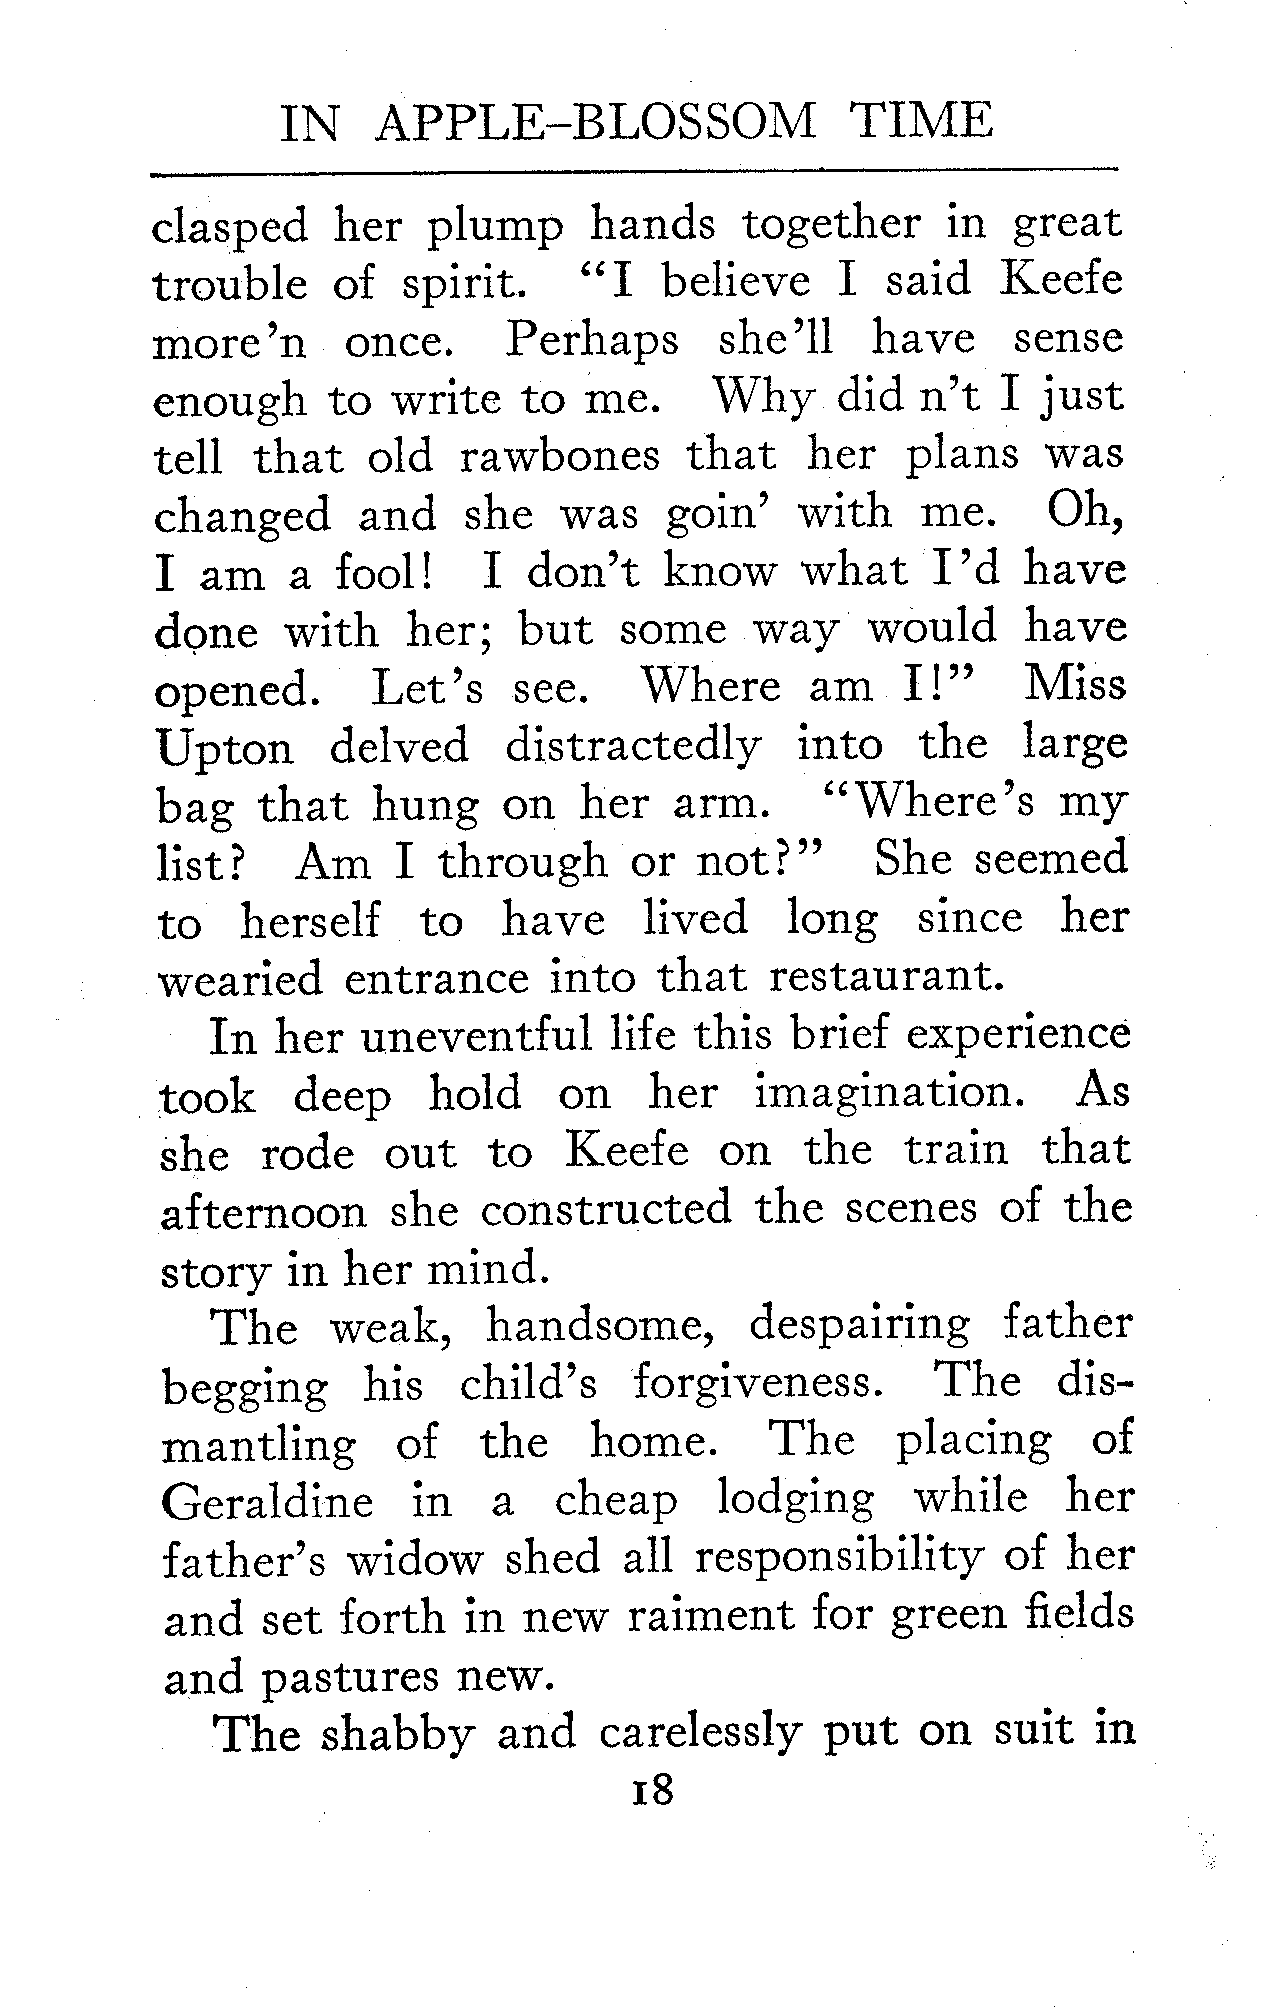 IN APPLE-BLOSSOM TIME
clasped her plump hands together in great
trouble of spirit. “I believe I said Keefe
more’n once. Perhaps she’ll have sense
enough to write to me. Why did n’t I just
tell that old rawbones that her plans was
changed and she was goin’ with me. Oh,
I am a fool! I don’t know what I’d have
done with her; but some way would have
opened. Let’s see. Where am I!” Miss
Upton delved distractedly into the large
bag that hung on her arm. “Where’s my
list? Am I through or not?” She seemed
to herself to have lived long since her
wearied entrance into that restaurant.
In her uneventful life this brief experience
took deep hold on her imagination. As
she rode out to Keefe on the train that
afternoon she constructed the scenes of the
story in her mind.
The weak, handsome, despairing father
begging his child’s forgiveness. The dis-
mantling of the home. The placing of
Geraldine in a cheap lodging while her
father’s widow shed all responsibility of her
and set forth in new raiment for green fields
and pastures new.
The shabby and carelessly put on suit in
18